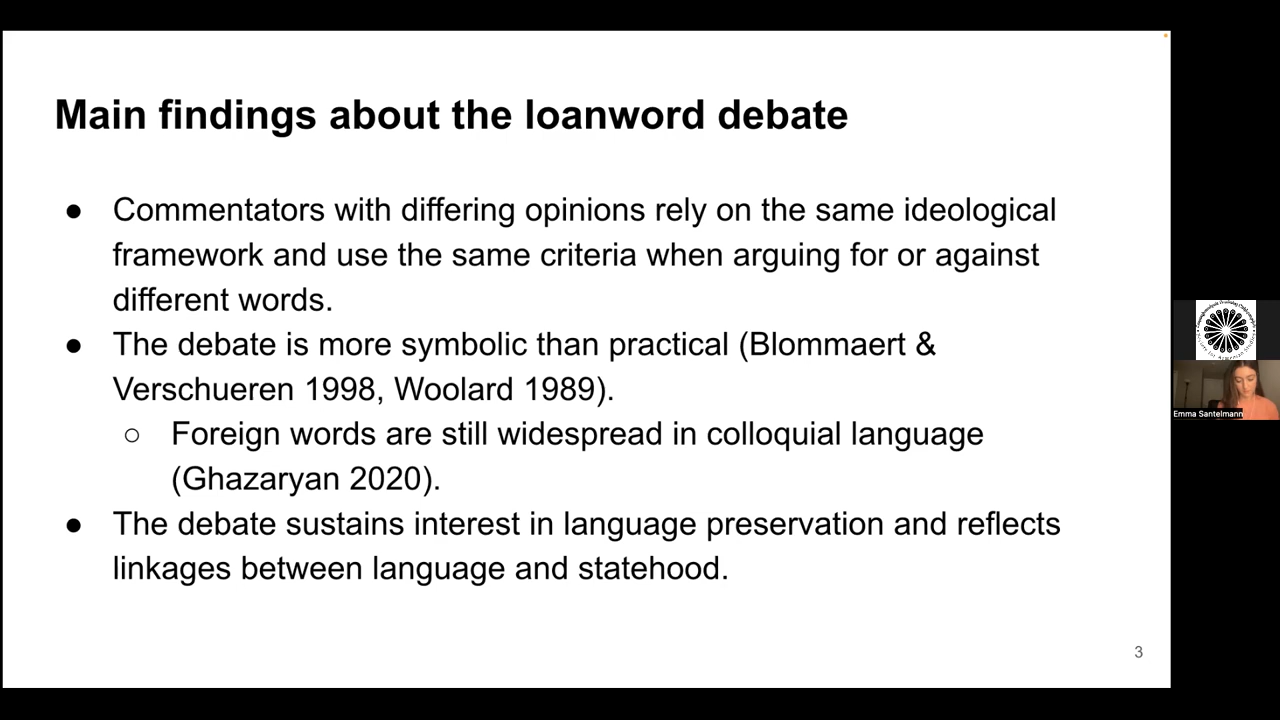 Main findings about the loanword debate
● Commentators with differing opinions rely on the same ideological
framework and use the same criteria when arguing for or against
different words.
● The debate is more symbolic than practical (Blommaert &
Verschueren 1998, Woolard 1989).
○ Foreign words are still widespread in colloquial language
(Ghazaryan 2020).
● The debate sustains interest in language preservation and reflects
linkages between language and statehood.
3
Emma Santelmann